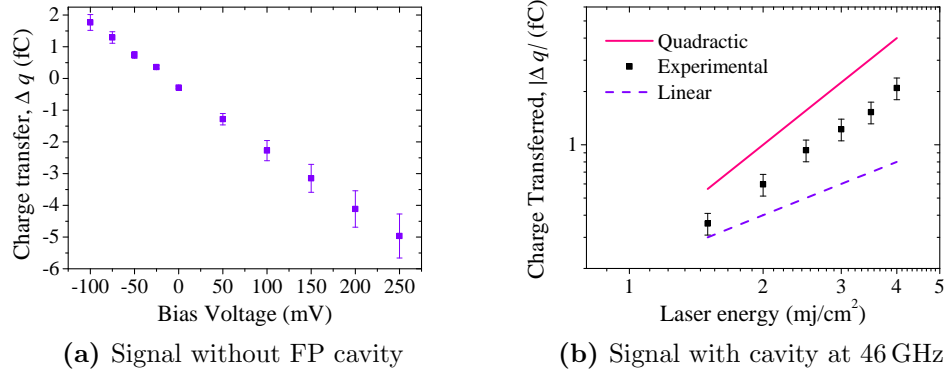 2
1
0
-1
-2
-3
-4
-5
-6
Charge transfer, Δ q (fC)
-100 -50 0 50 100 150 200 250
Bias Voltage (mV)
(a) Signal without FP cavity
Charge Transferred, |Δ q/ (fC)
Quadractic
Experimental
Linear
1
1 2 3 4 5
Laser energy (mj/cm²)
(b) Signal with cavity at 46 GHz